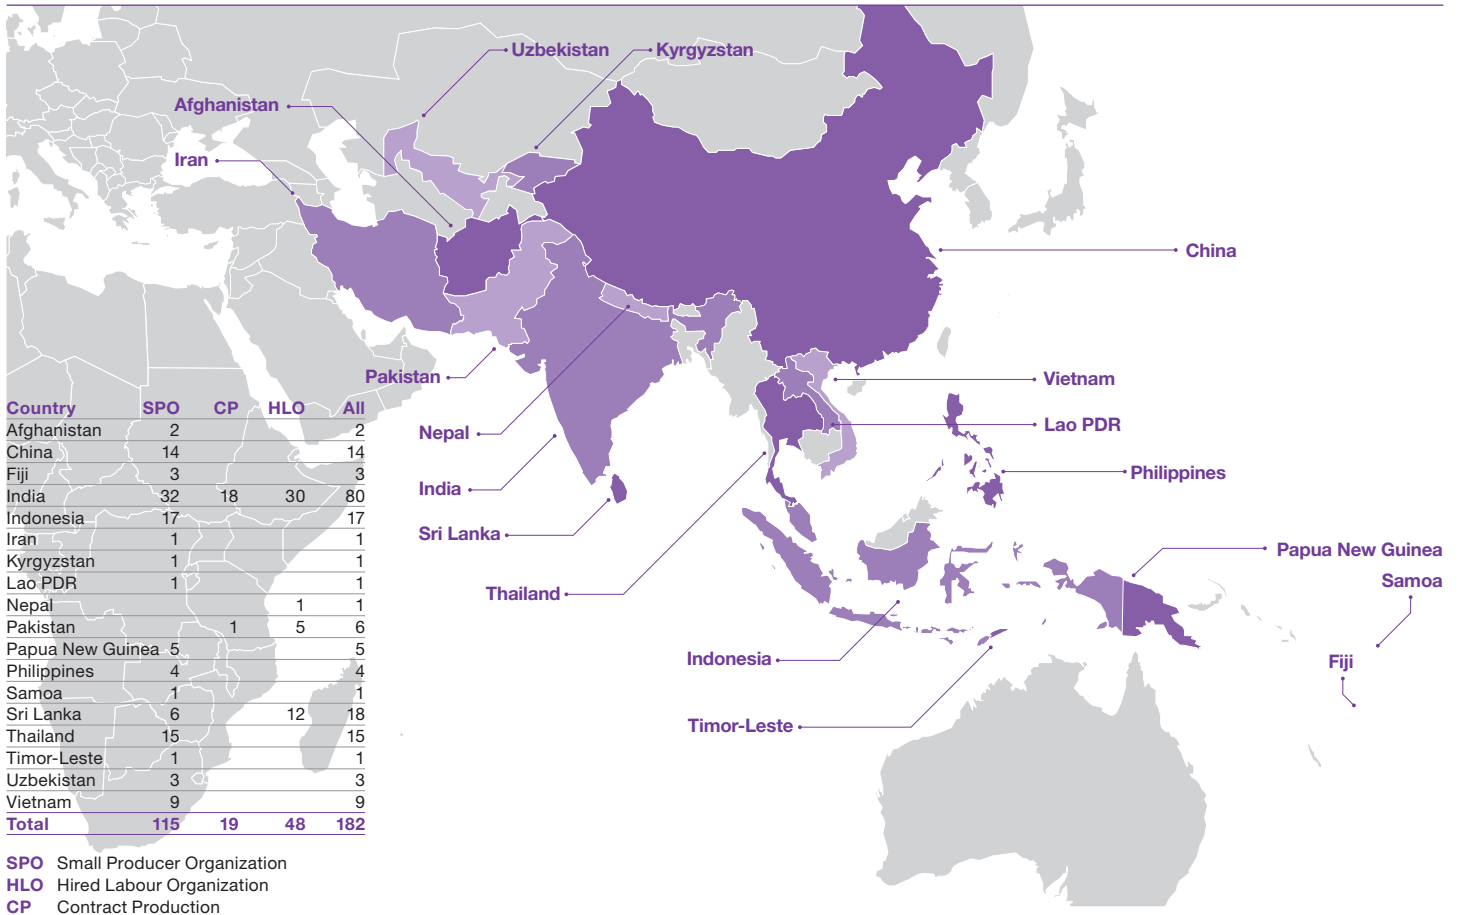 Uzbekistan
Kyrgyzstan
Afghanistan
Iran
China
Pakistan
Vietnam
Nepal
Lao PDR
Philippines
India
Sri Lanka
Thailand
Papua New Guinea
Samoa
Indonesia
Fiji
Timor-Leste
Country SPO CP HLO All
Afghanistan 2 2
China 14 14
Fiji 3 3
India 32 18 30 80
Indonesia 17 17
Iran 1 1
Kyrgyzstan 1 1
Lao PDR 1 1
Nepal 1 1
Pakistan 1 5 6
Papua New Guinea 5 5
Philippines 4 4
Samoa 1 1
Sri Lanka 6 12 18
Thailand 15 15
Timor-Leste 1 1
Uzbekistan 3 3
Vietnam 9 9
Total 115 19 48 182
SPO Small Producer Organization
HLO Hired Labour Organization
CP Contract Production